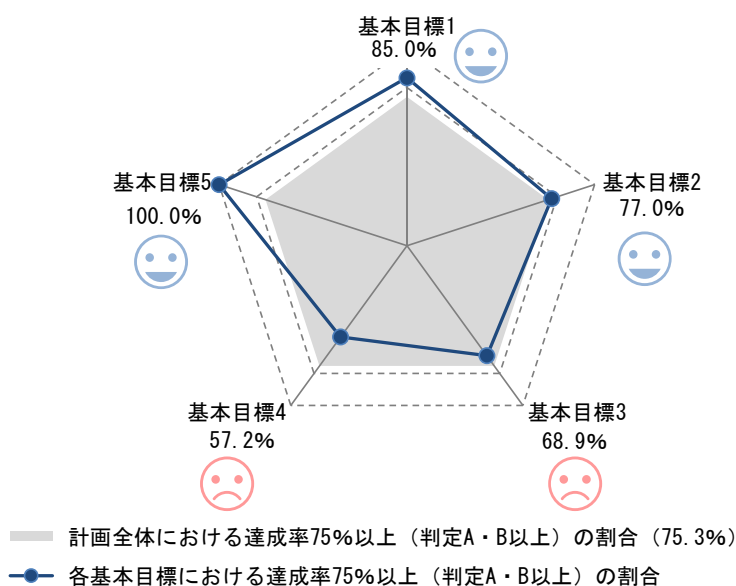 基本目標1
85.0%
基本目標5
100.0%
基本目標2
77.0%
基本目標4
57.2%
基本目標3
68.9%
計画全体における達成率75%以上（判定A・B以上）の割合（75.3%）
各基本目標における達成率75%以上（判定A・B以上）の割合